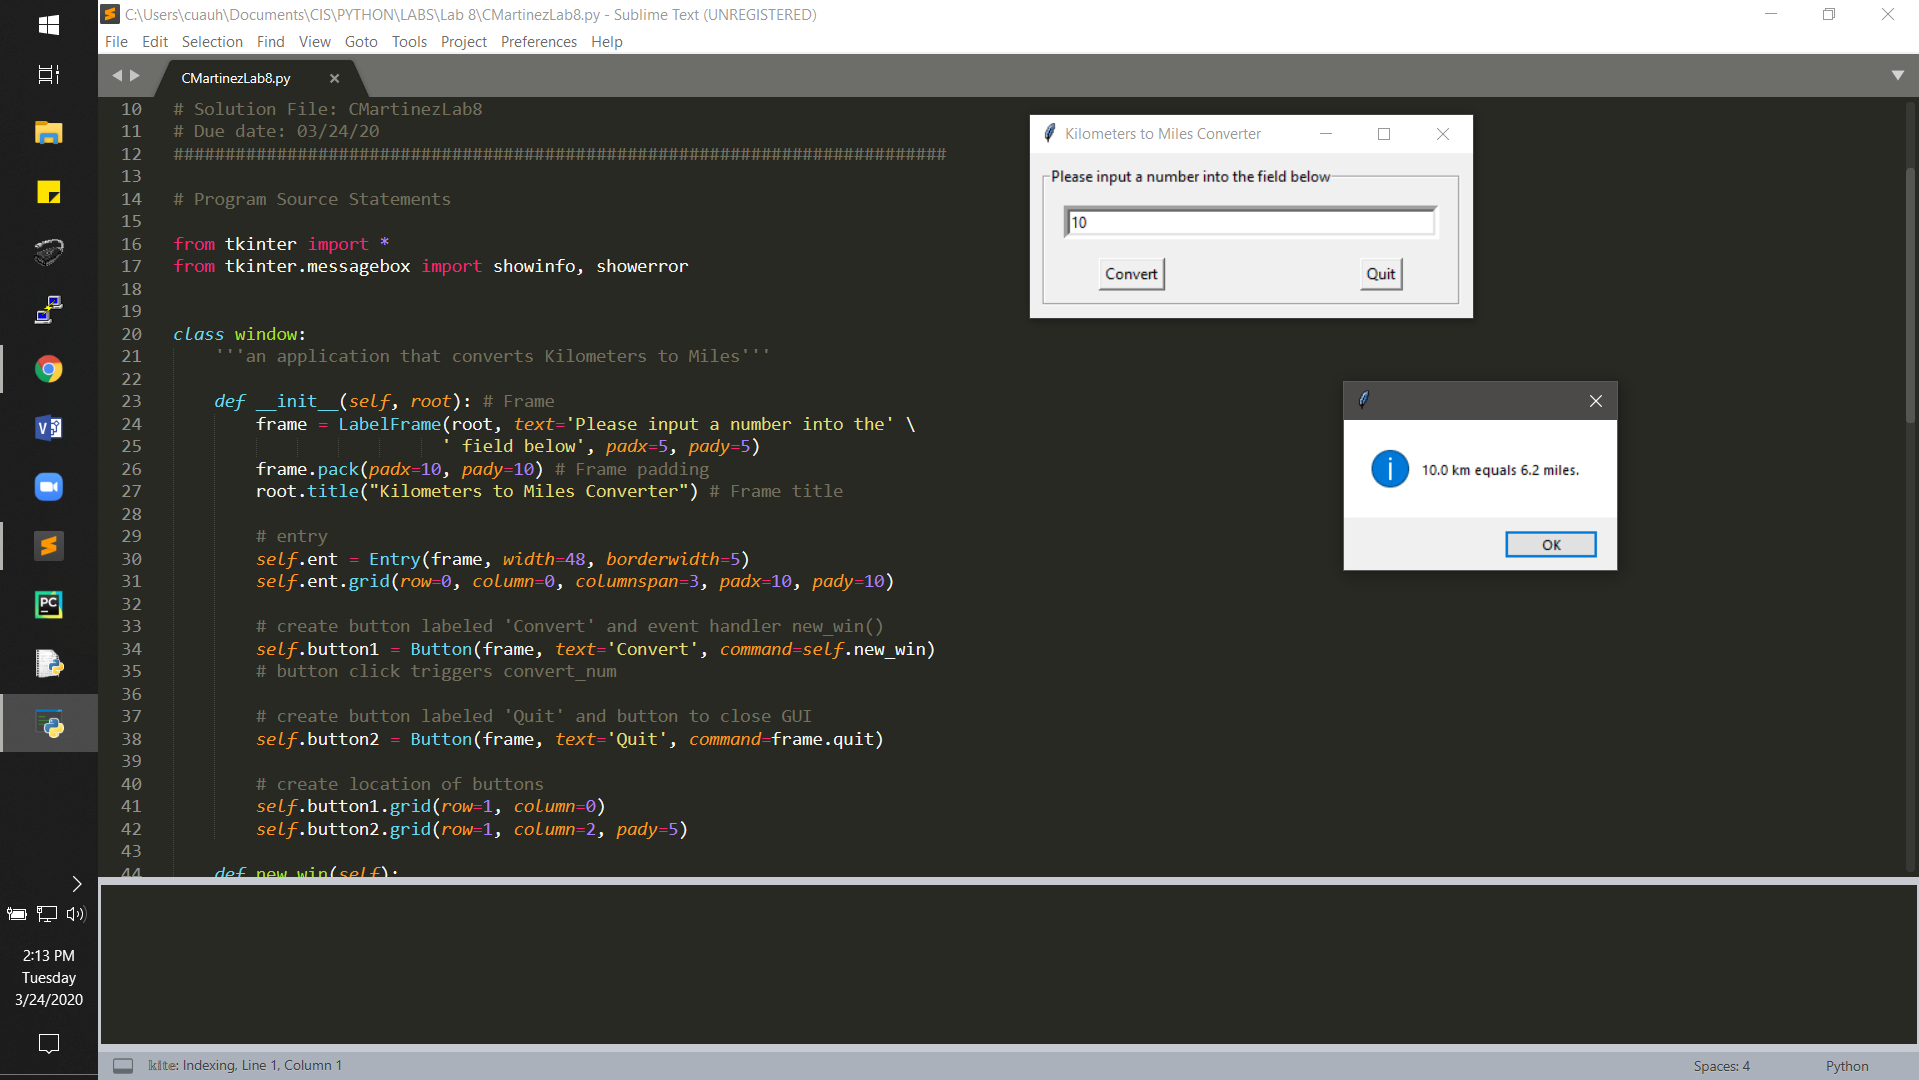 C:\Users\cuauh\Documents\CIS\PYTHON\LABS\Lab 8\CMartinezLab8.py - Sublime Text (UNREGISTERED)
File Edit Selection Find View Goto Tools Project Preferences Help
CMartinezLab8.py
10 # Solution File: CMartinezLab8
11 # Due date: 03/24/20
12 ###########################################################################
13
14 # Program Source Statements
15
16 from tkinter import *
17 from tkinter.messagebox import showinfo, showerror
18
19
20 class window:
21     '''an application that converts Kilometers to Miles'''
22
23     def __init__(self, root): # Frame
24         frame = LabelFrame(root, text='Please input a number into the' \
25                           ' field below', padx=5, pady=5)
26         frame.pack(padx=10, pady=10) # Frame padding
27         root.title("Kilometers to Miles Converter") # Frame title
28
29         # entry
30         self.ent = Entry(frame, width=48, borderwidth=5)
31         self.ent.grid(row=0, column=0, columnspan=3, padx=10, pady=10)
32
33         # create button labeled 'Convert' and event handler new_win()
34         self.button1 = Button(frame, text='Convert', command=self.new_win)
35         # button click triggers convert_num
36
37         # create button labeled 'Quit' and button to close GUI
38         self.button2 = Button(frame, text='Quit', command=frame.quit)
39
40         # create location of buttons
41         self.button1.grid(row=1, column=0)
42         self.button2.grid(row=1, column=2, pady=5)
43
44     def new_win(self):
Kilometers to Miles Converter
Please input a number into the field below
10
Convert Quit
10.0 km equals 6.2 miles.
OK
V
PC
2:13 PM
Tuesday
3/24/2020
kite: Indexing, Line 1, Column 1
Spaces: 4
Python